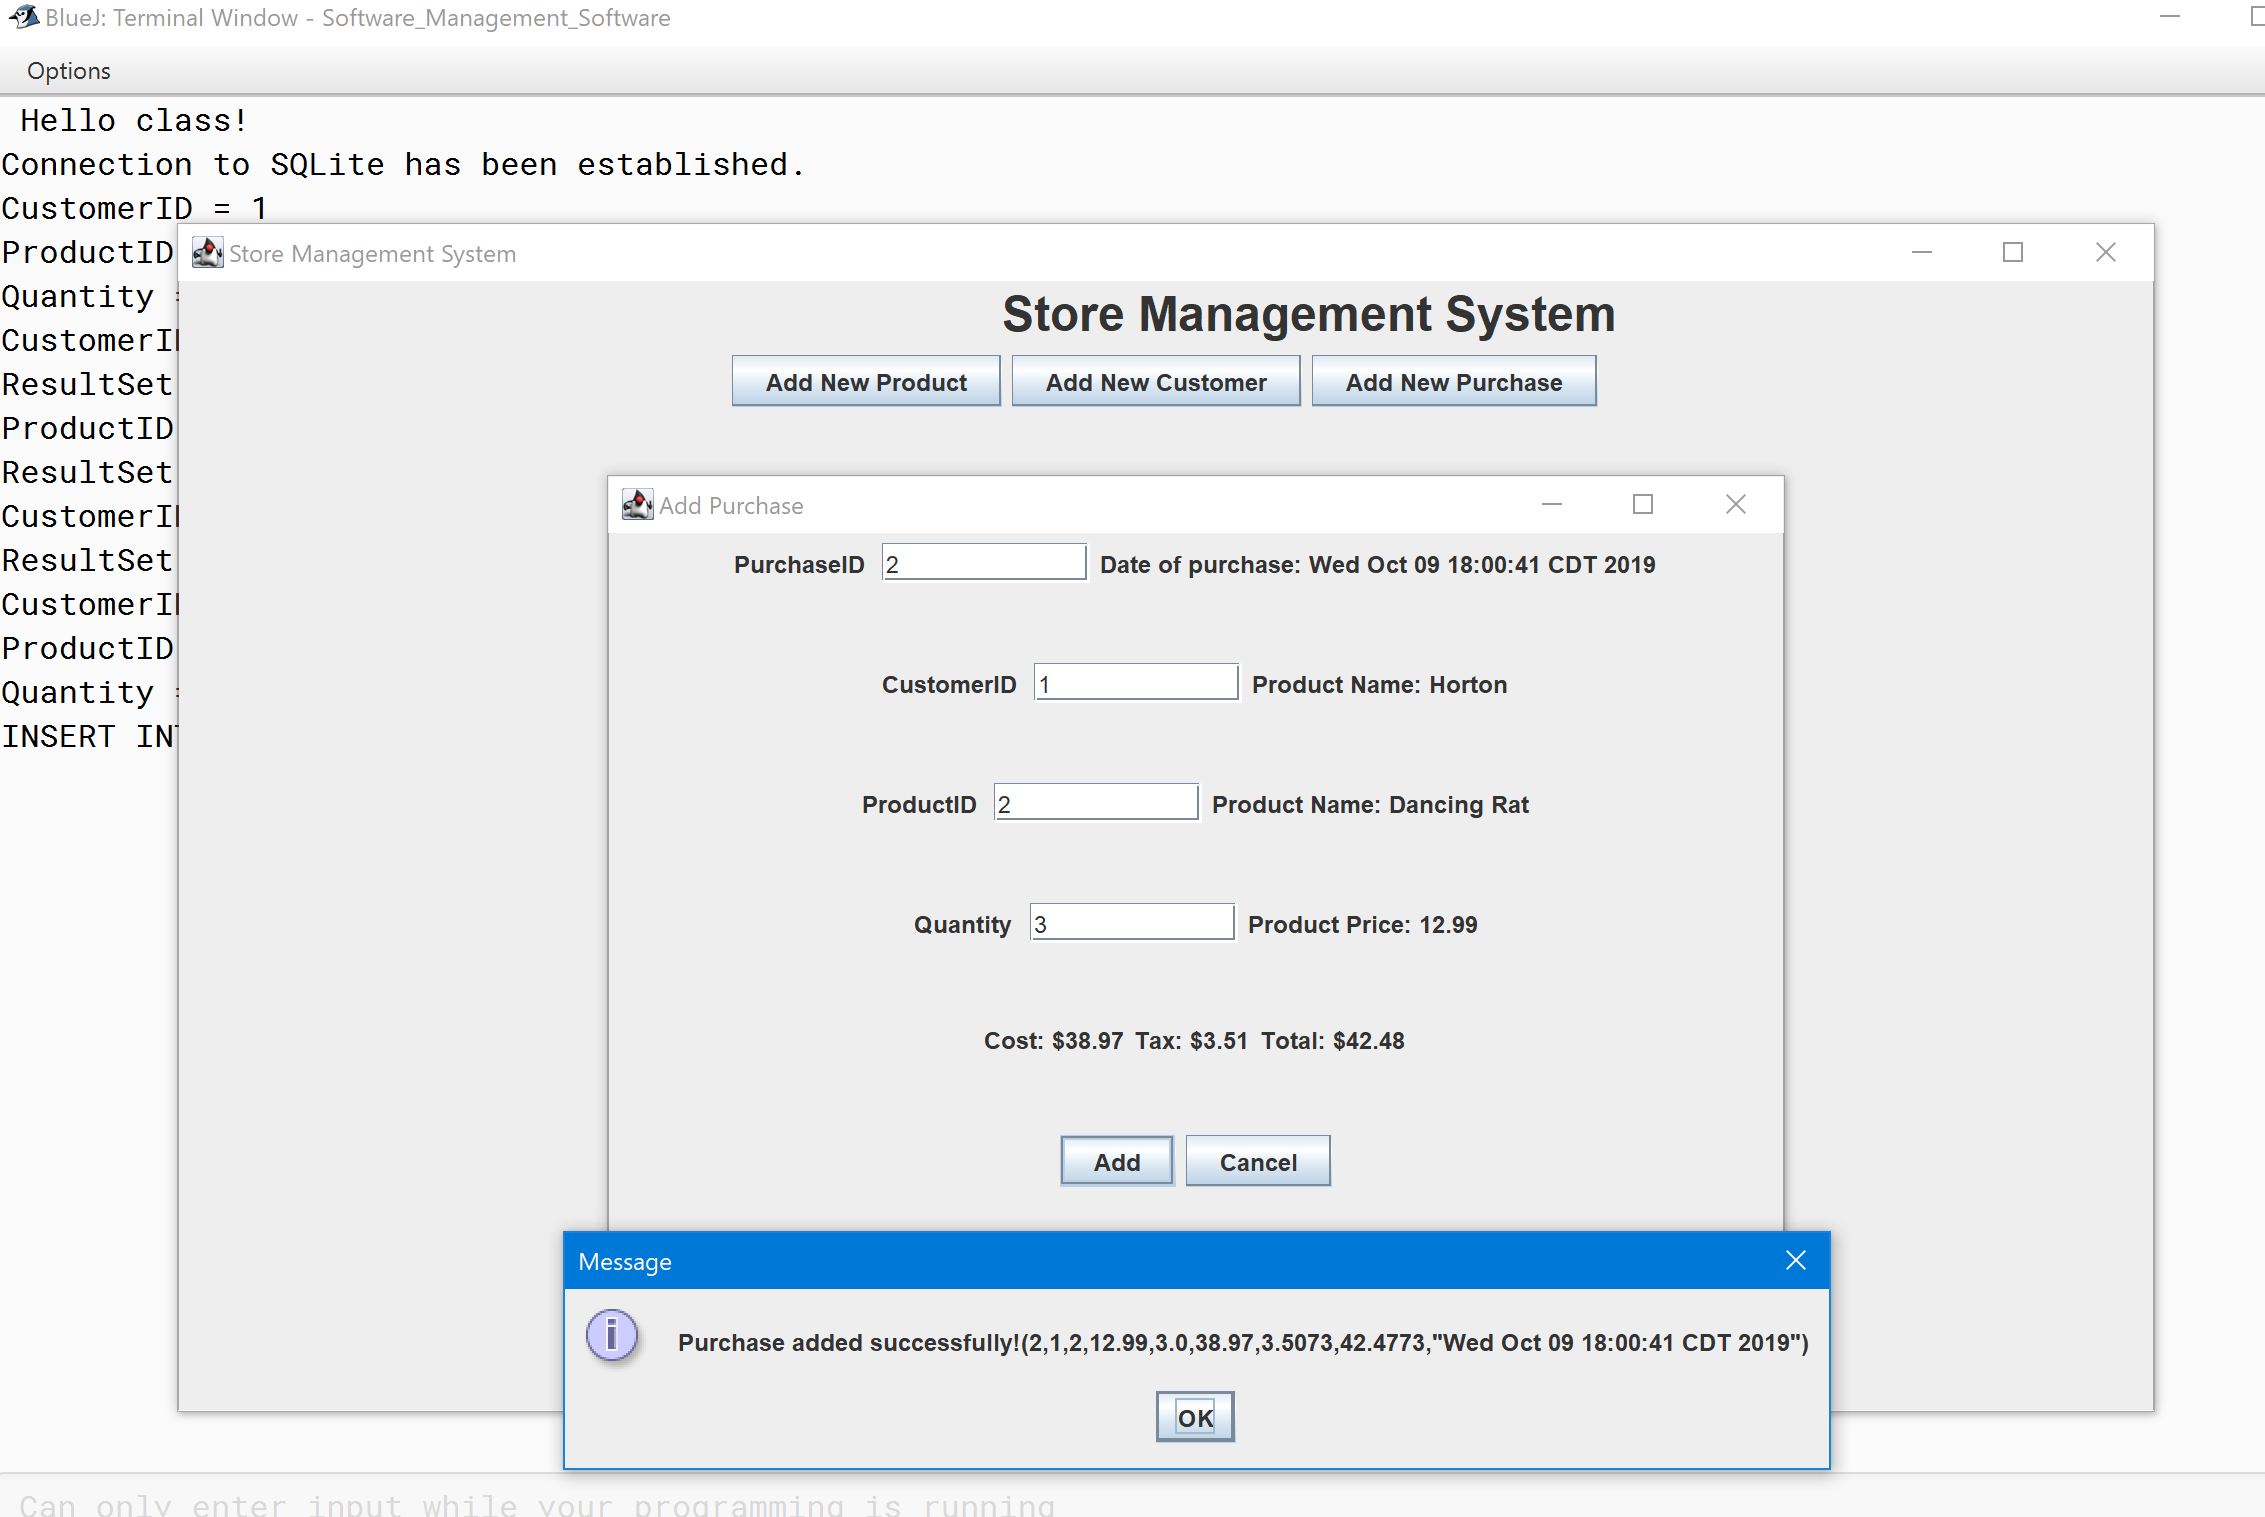 BlueJ: Terminal Window - Software_Management_Software
Options
Hello class!
Connection to SQLite has been established.
CustomerID = 1
ProductID
Quantity
ResultSet
ProductID
ResultSet
ResultSet
ProductID
Quantity
INSERT
Store Management System
Store Management System
Add New Product Add New Customer Add New Purchase
Add Purchase
PurchaseID 2 Date of purchase: Wed Oct 09 18:00:41 CDT 2019
CustomerID 1 Product Name: Horton
ProductID 2 Product Name: Dancing Rat
Quantity 3 Product Price: 12.99
Cost: $38.97 Tax: $3.51 Total: $42.48
Add Cancel
Message
Purchase added successfully!(2,1,2,12.99,3.0,38.97,3.5073,42.4773,"Wed Oct 09 18:00:41 CDT 2019")
OK
Can only enter input while your programming is running